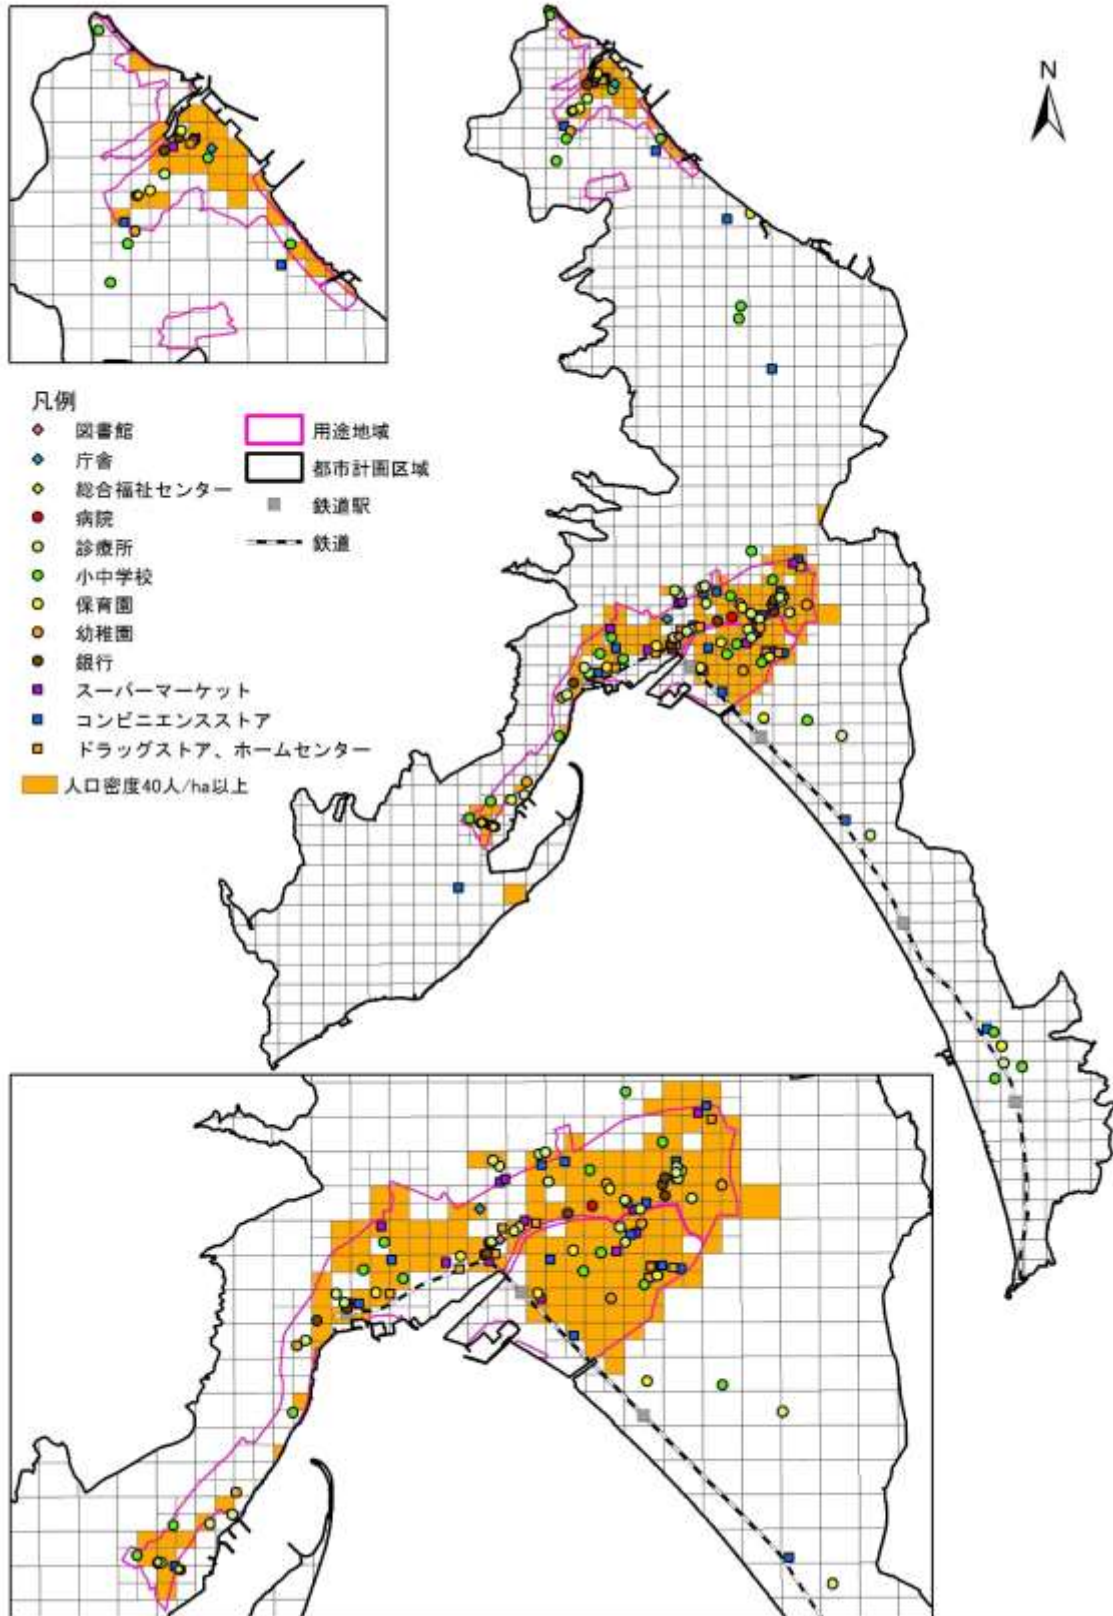 N
凡例
図書館
庁舎
総合福祉センター
病院
診療所
小中学校
保育園
幼稚園
銀行
スーパーマーケット
コンビニエンスストア
ドラッグストア、ホームセンター
人口密度40人/ha以上
用途地域
都市計画区域
鉄道駅
鉄道